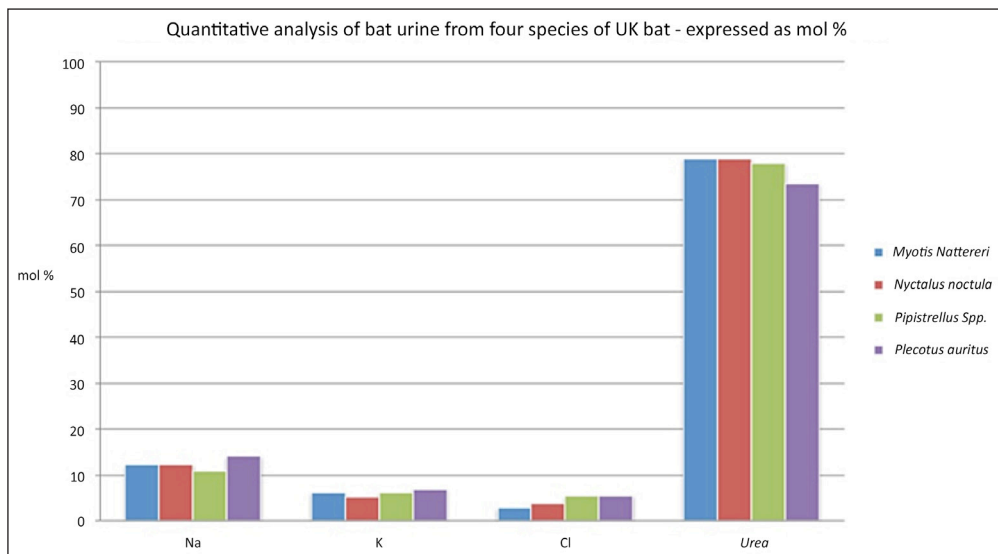 Quantitative analysis of bat urine from four species of UK bat - expressed as mol %
100
90
80
70
60
50
40
30
20
10
0
mol %
Na
K
Cl
Urea
Myotis Nattereri
Nyctalus noctula
Pipistrellus Spp.
Plecotus auritus